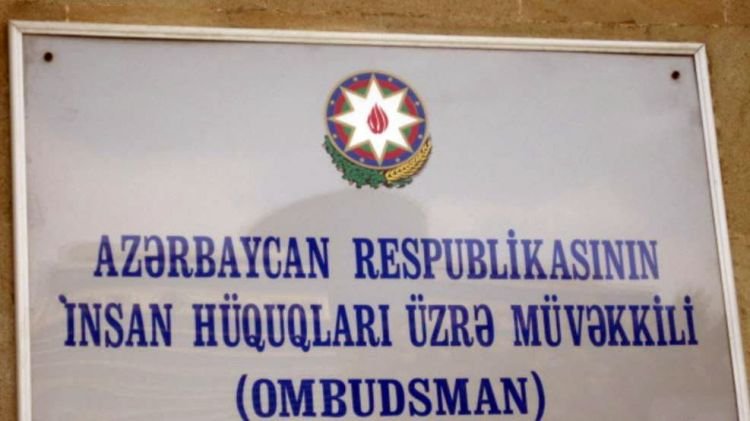 AZƏRBAYCAN RESPUBLİKASININ
İNSAN HÜQUQLARI ÜZRƏ MÜVƏKKİLİ
(OMBUDSMAN)